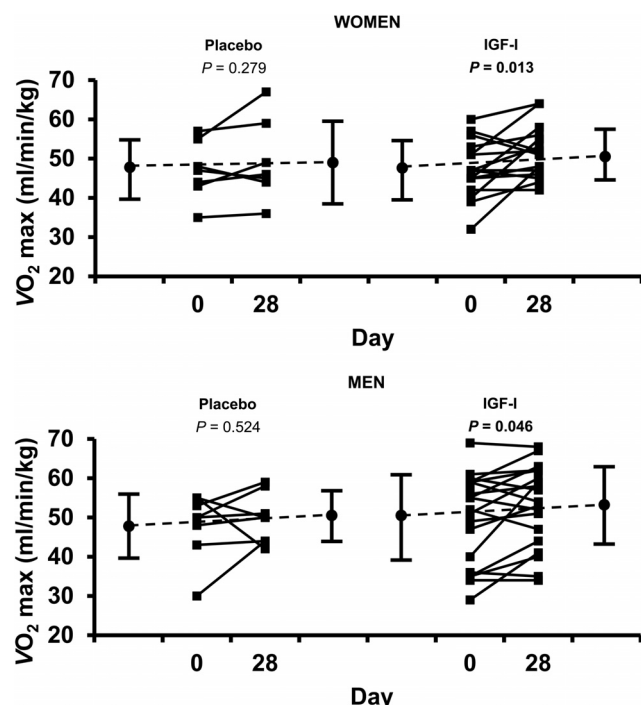 WOMEN
Placebo IGF-I
P = 0.279 P = 0.013
VO2 max (ml/min/kg)
70
60
50
40
30
20
0 28 0 28
Day Day
MEN
Placebo IGF-I
P = 0.524 P = 0.046
VO2 max (ml/min/kg)
70
60
50
40
30
20
0 28 0 28
Day Day